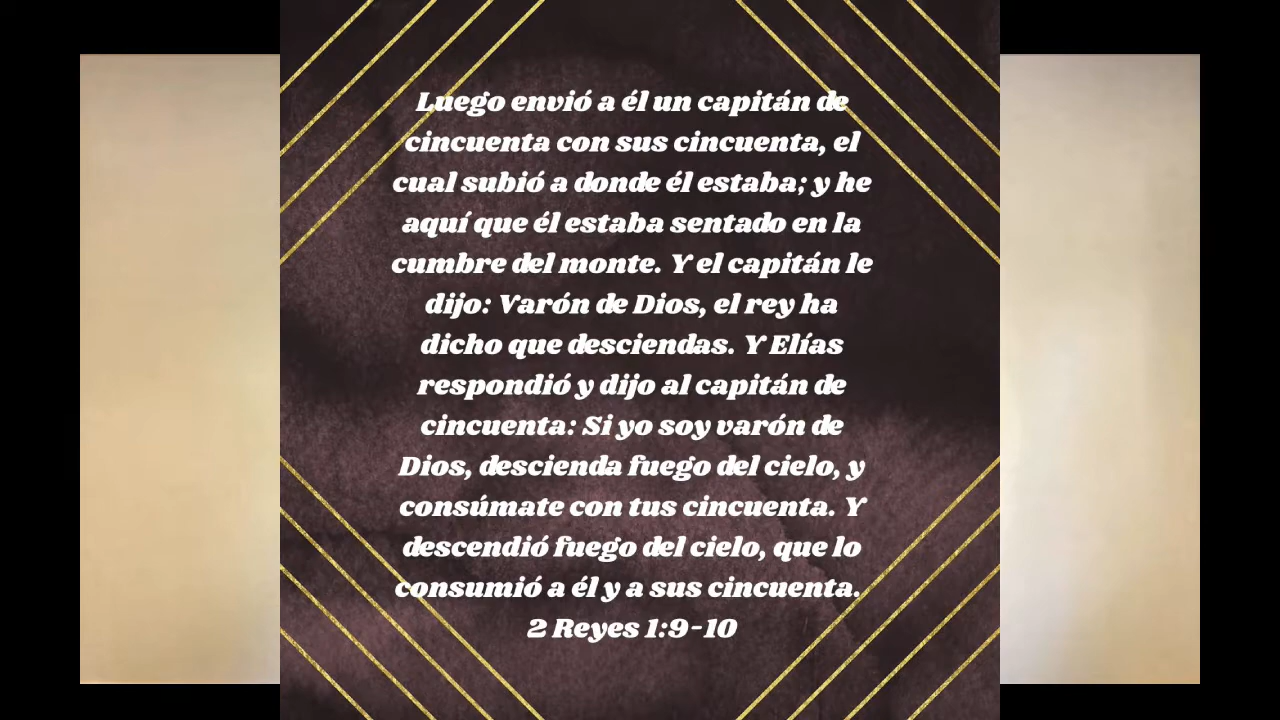 Luego envió a él un capitán de
cincuenta con sus cincuenta, el
cual subió a donde él estaba; y he
aquí que él estaba sentado en la
cumbre del monte. Y el capitán le
dijo: Varón de Dios, el rey ha
dicho que desciendas. Y Elías
respondió y dijo al capitán de
cincuenta: Si yo soy varón de
Dios, descienda fuego del cielo, y
consúmate con tus cincuenta. Y
descendió fuego del cielo, que lo
consumió a él y a sus cincuenta.
2 Reyes 1:9-10